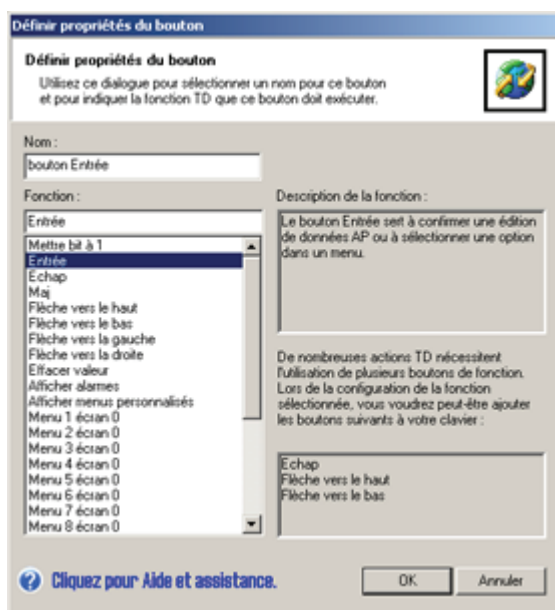 Définir propriétés du bouton
Définir propriétés du bouton
Utilisez ce dialogue pour sélectionner un nom pour ce bouton
et pour indiquer la fonction TD que ce bouton doit exécuter.
Nom :
bouton Entrée
Fonction :
Entrée
Mettre bit à 1
Entrée
Echap
Maj
Flèche vers le haut
Flèche vers le bas
Flèche vers la gauche
Flèche vers la droite
Effacer valeur
Afficher alarmes
Afficher menus personnalisés
Menu 1 écran 0
Menu 2 écran 0
Menu 3 écran 0
Menu 4 écran 0
Menu 5 écran 0
Menu 6 écran 0
Menu 7 écran 0
Menu 8 écran 0
Description de la fonction :
Le bouton Entrée sert à confirmer une édition
de données AP ou à sélectionner une option
dans un menu.
De nombreuses actions TD nécessitent
l'utilisation de plusieurs boutons de fonction.
Lors de la configuration de la fonction
sélectionnée, vous voudrez peut-être ajouter
les boutons suivants à votre clavier :
Echap
Flèche vers le haut
Flèche vers le bas
Cliquez pour Aide et assistance.
OK
Annuler